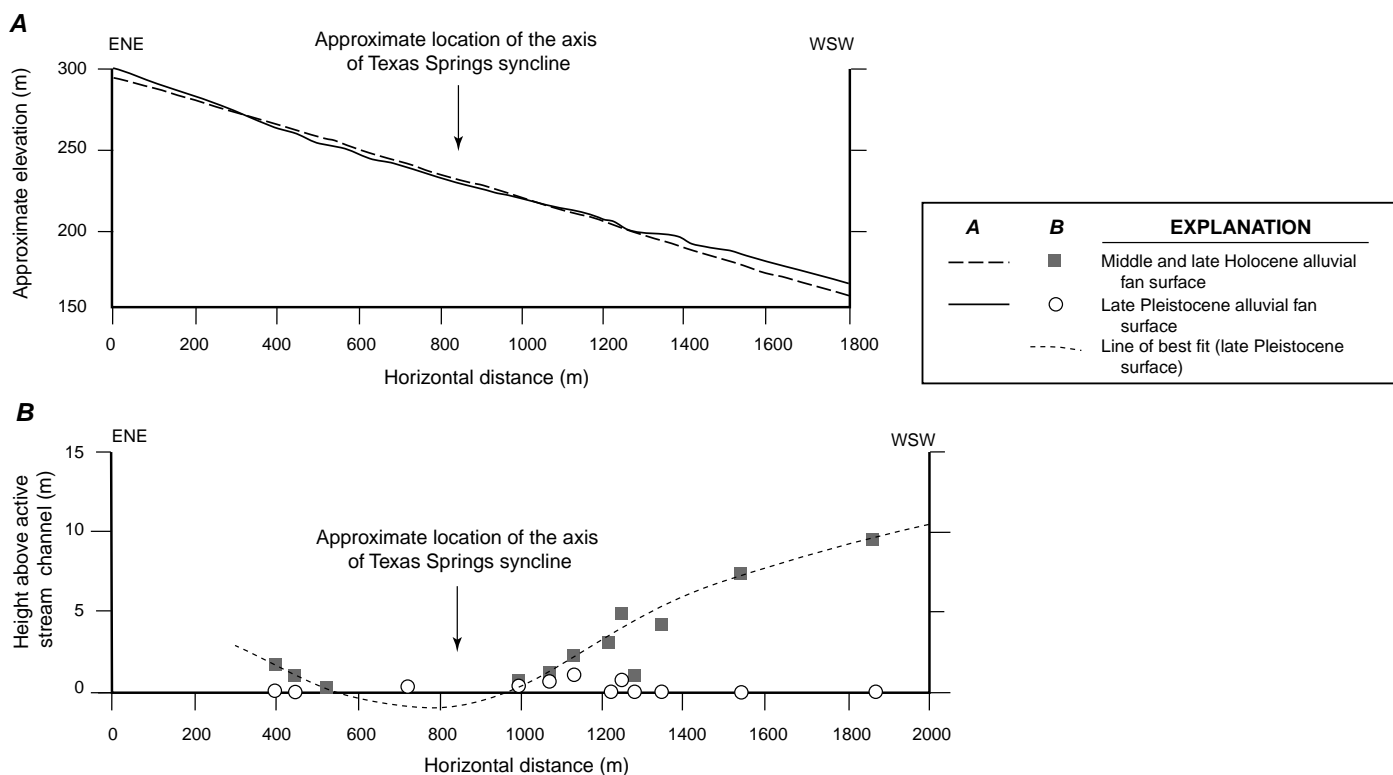 A
ENE
Approximate location of the axis
of Texas Springs syncline
WSW
300
250
200
150
Approximate elevation (m)
0 200 400 600 800 1000 1200 1400 1600 1800
Horizontal distance (m)
A B EXPLANATION
Middle and late Holocene alluvial
fan surface
Late Pleistocene alluvial fan
surface
Line of best fit (late Pleistocene
surface)
B
ENE
WSW
15
10
5
0
Height above active
stream channel (m)
Approximate location of the axis
of Texas Springs syncline
15
10
5
0
0 200 400 600 800 1000 1200 1400 1600 1800 2000
Horizontal distance (m)